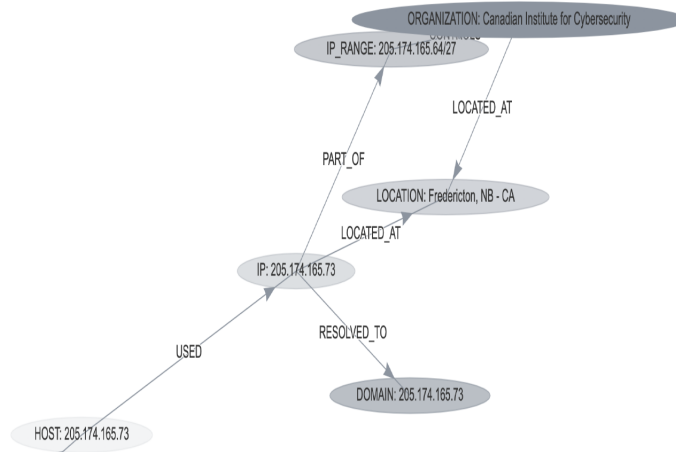 ORGANIZATION: Canadian Institute for Cybersecurity
IP_RANGE: 205.174.165.64/27
LOCATED_AT
PART_OF
LOCATION: Fredericton, NB - CA
LOCATED_AT
IP: 205.174.165.73
RESOLVED_TO
USED
DOMAIN: 205.174.165.73
HOST: 205.174.165.73